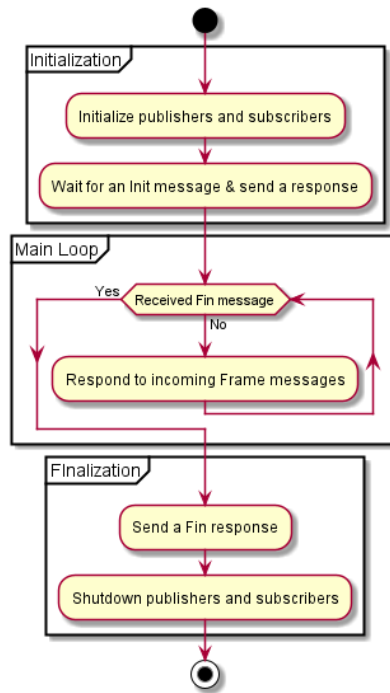 Initialization
Initialize publishers and subscribers
Wait for an Init message & send a response
Main Loop
Yes
Received Fin message
No
Respond to incoming Frame messages
FInalization
Send a Fin response
Shutdown publishers and subscribers